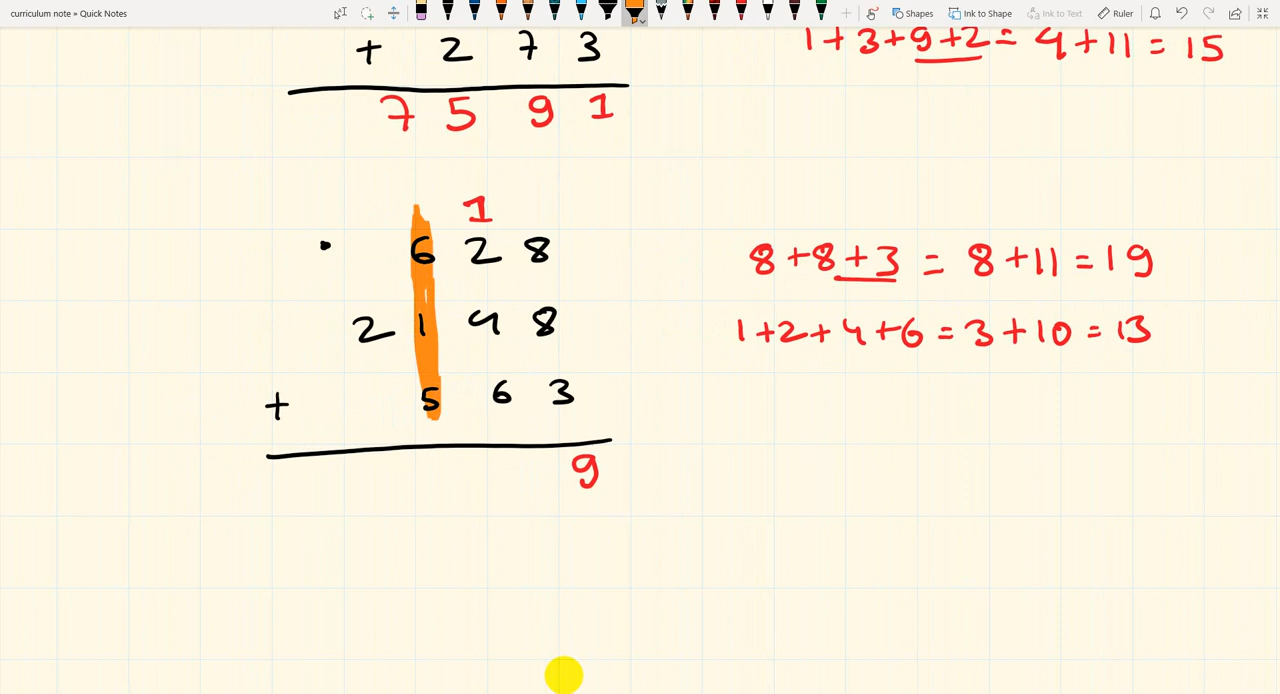 curriculum note » Quick Notes
Shapes Ink to Shape Ink to Text Ruler
+ 2 7 3
7 5 9 1
1 + 3 + 9 + 2 = 4 + 11 = 15
1
6 2 8
2 1 4 8
+ 5 6 3
9
8 + 8 + 3 = 8 + 11 = 19
1 + 2 + 4 + 6 = 3 + 10 = 13